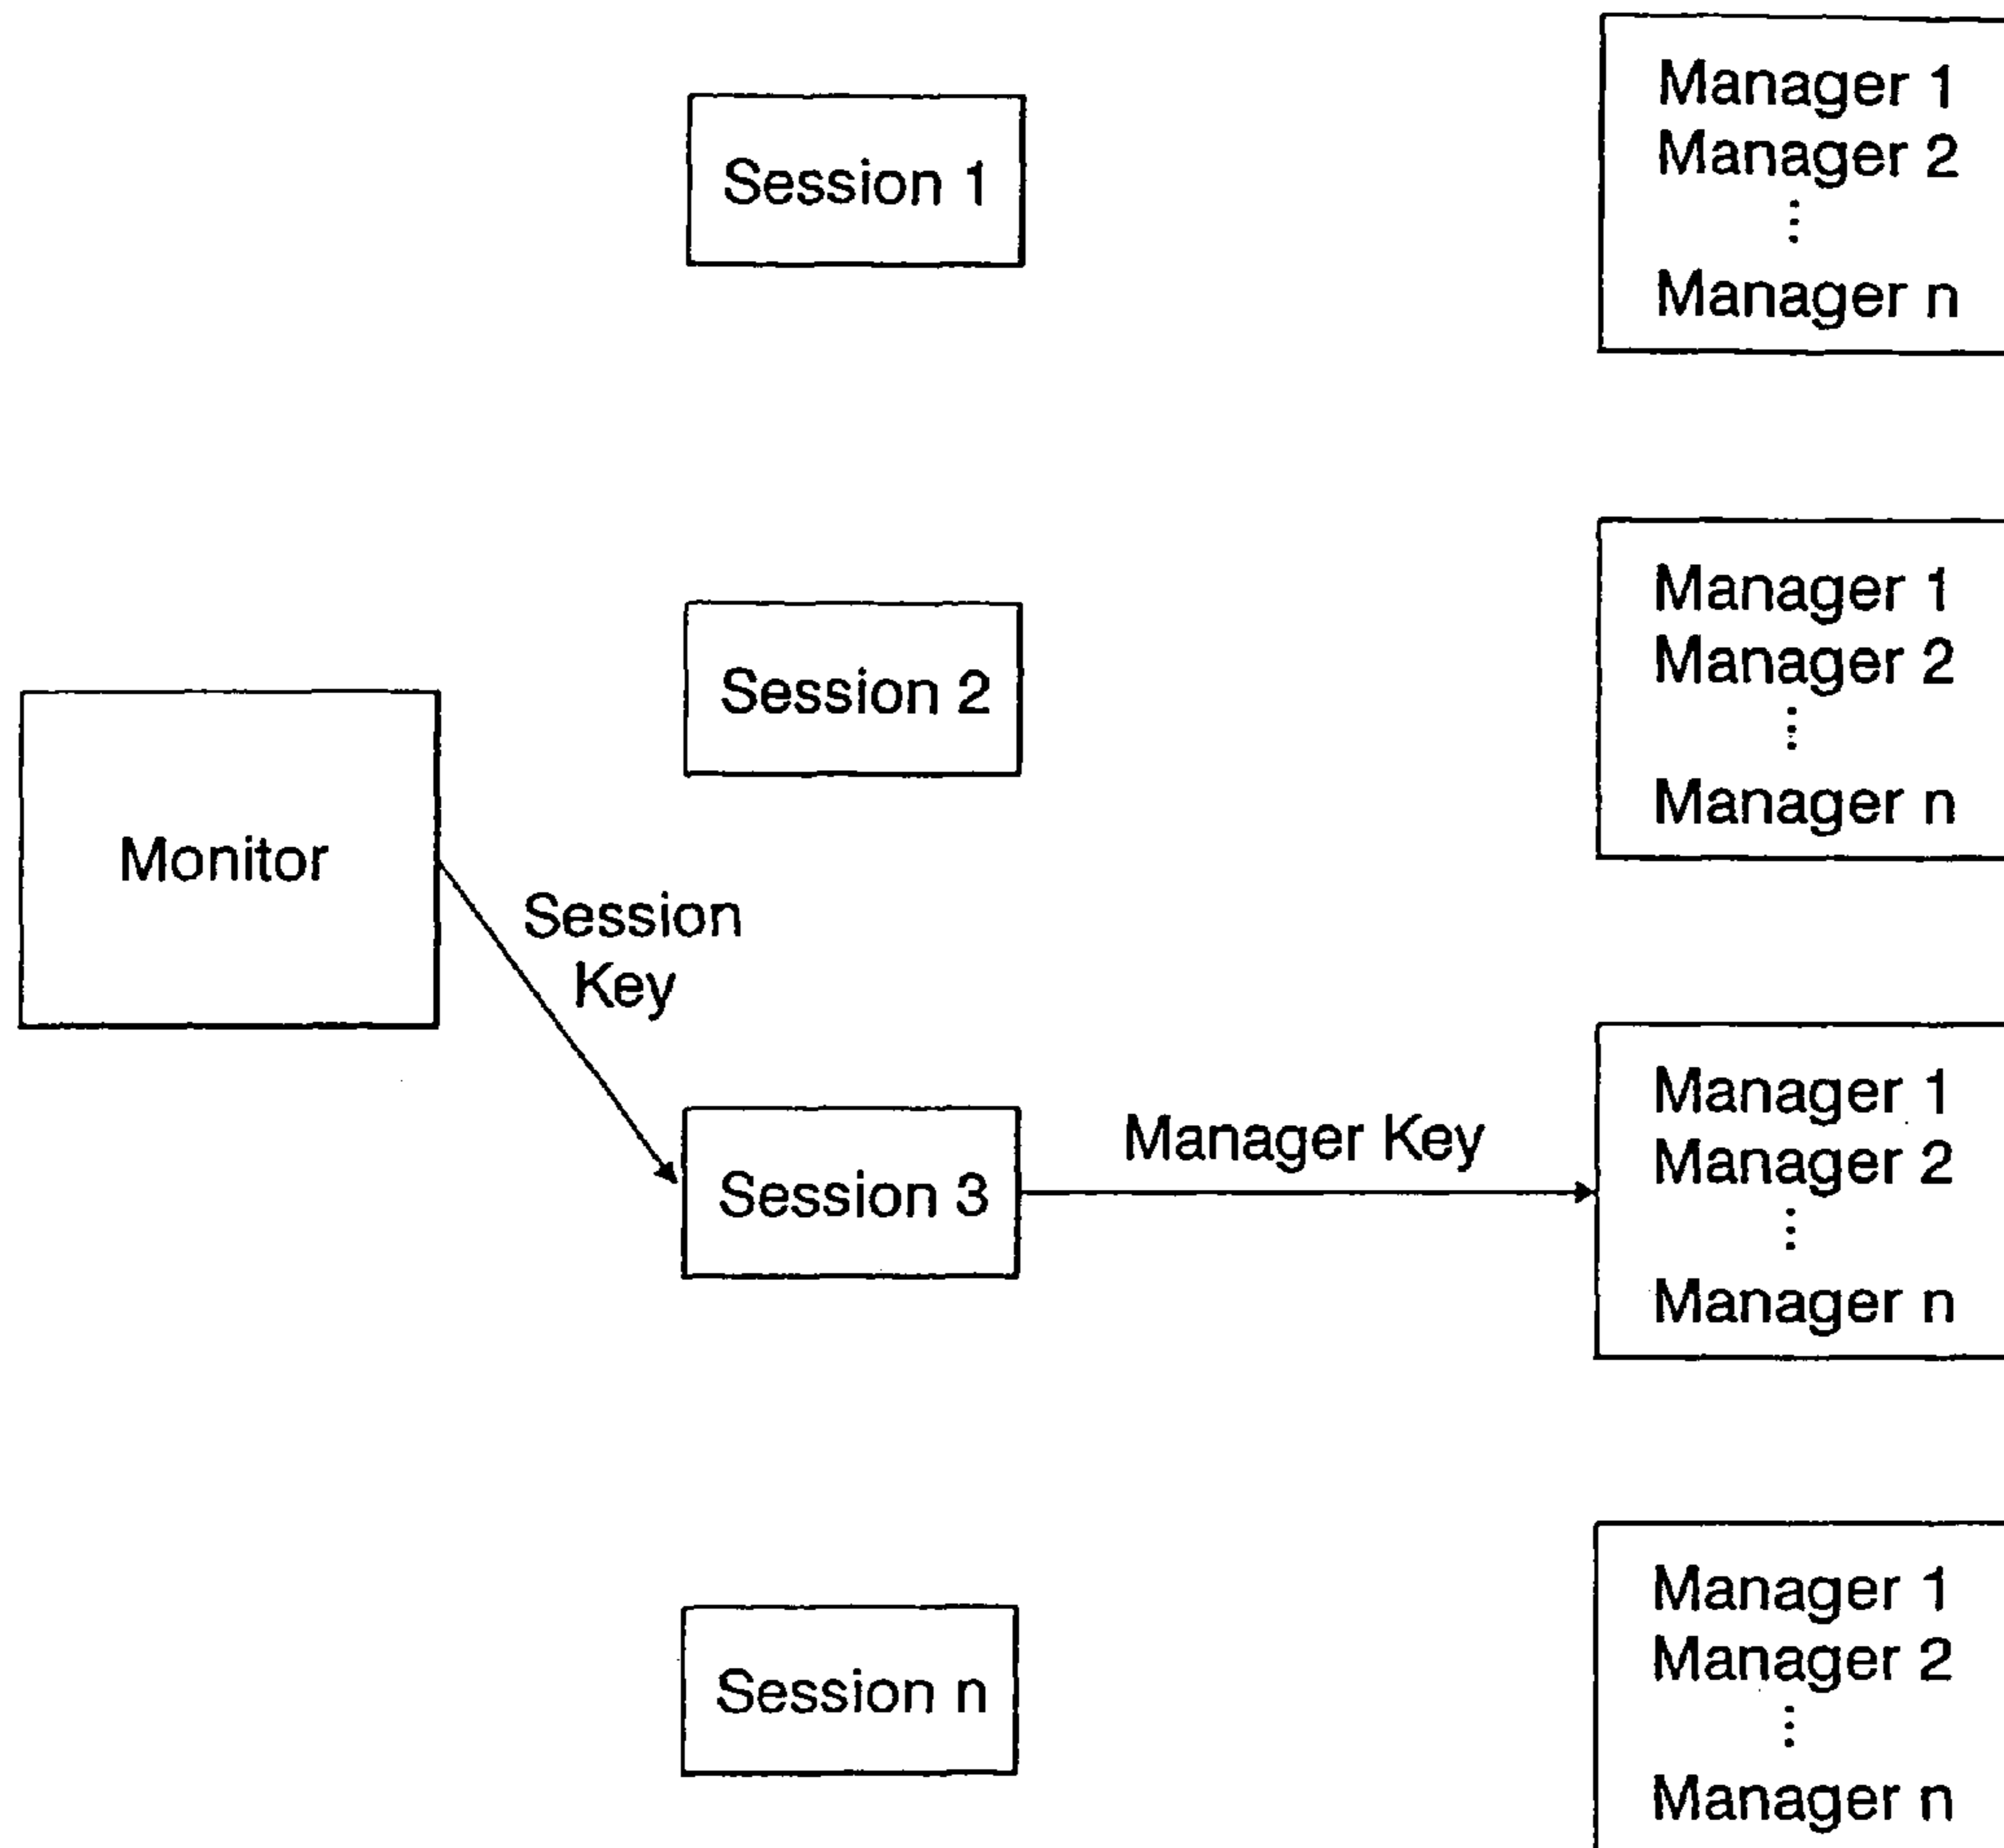 Session 1
Manager 1
Manager 2
⋮
Manager n
Session 2
Manager 1
Manager 2
⋮
Manager n
Monitor
Session
Key
Session 3
Manager Key
Manager 1
Manager 2
⋮
Manager n
Session n
Manager 1
Manager 2
⋮
Manager n